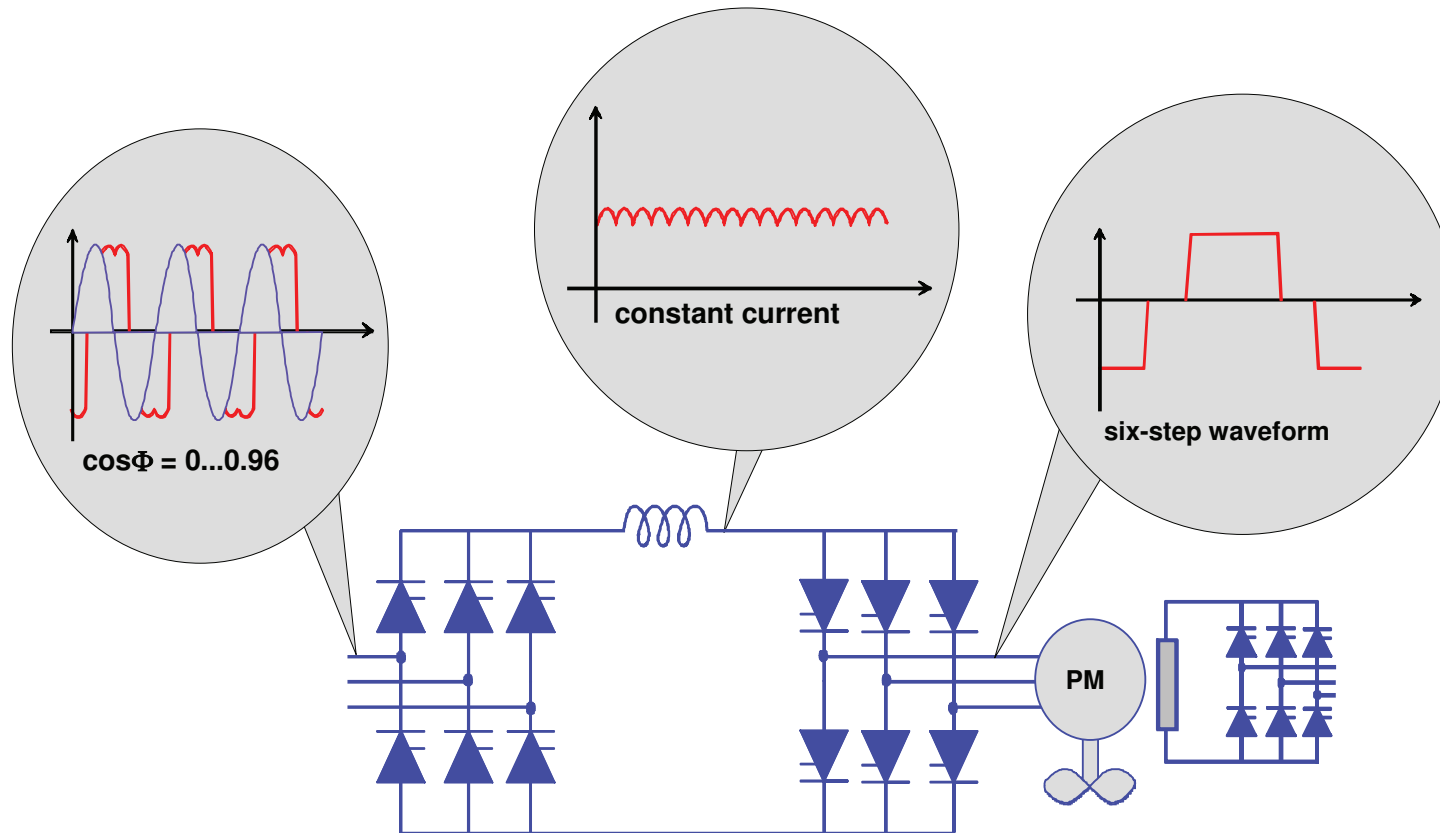 constant current
cosΦ = 0...0.96
six-step waveform
PM